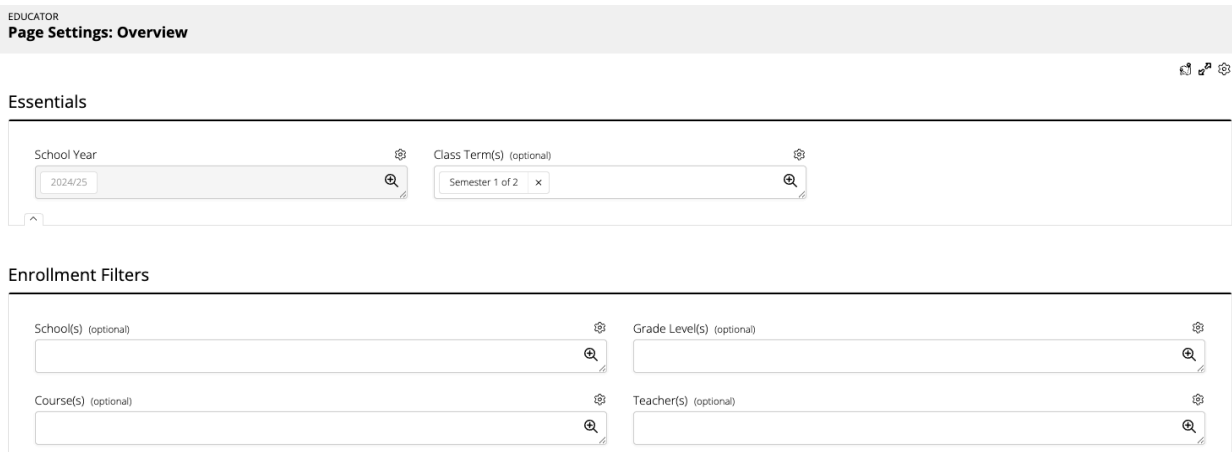 EDUCATOR
Page Settings: Overview
Essentials
School Year
Class Term(s) (optional)
2024/25
Semester 1 of 2 ×
Enrollment Filters
School(s) (optional)
Grade Level(s) (optional)
Course(s) (optional)
Teacher(s) (optional)